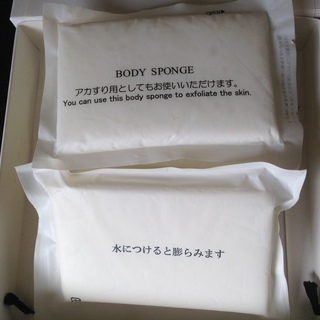 BODY SPONGE
アカすり用としてもお使いいただけます。
You can use this body sponge to exfoliate the skin.
水につけると膨らみます